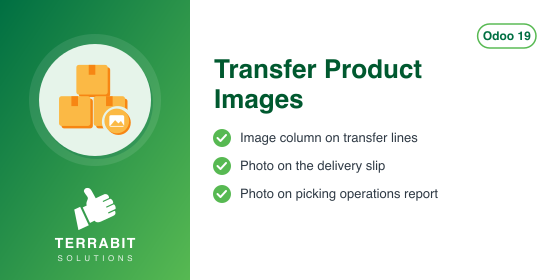 Odoo 19
Transfer Product
Images
Image column on transfer lines
Photo on the delivery slip
Photo on picking operations report
TERRABIT
SOLUTIONS